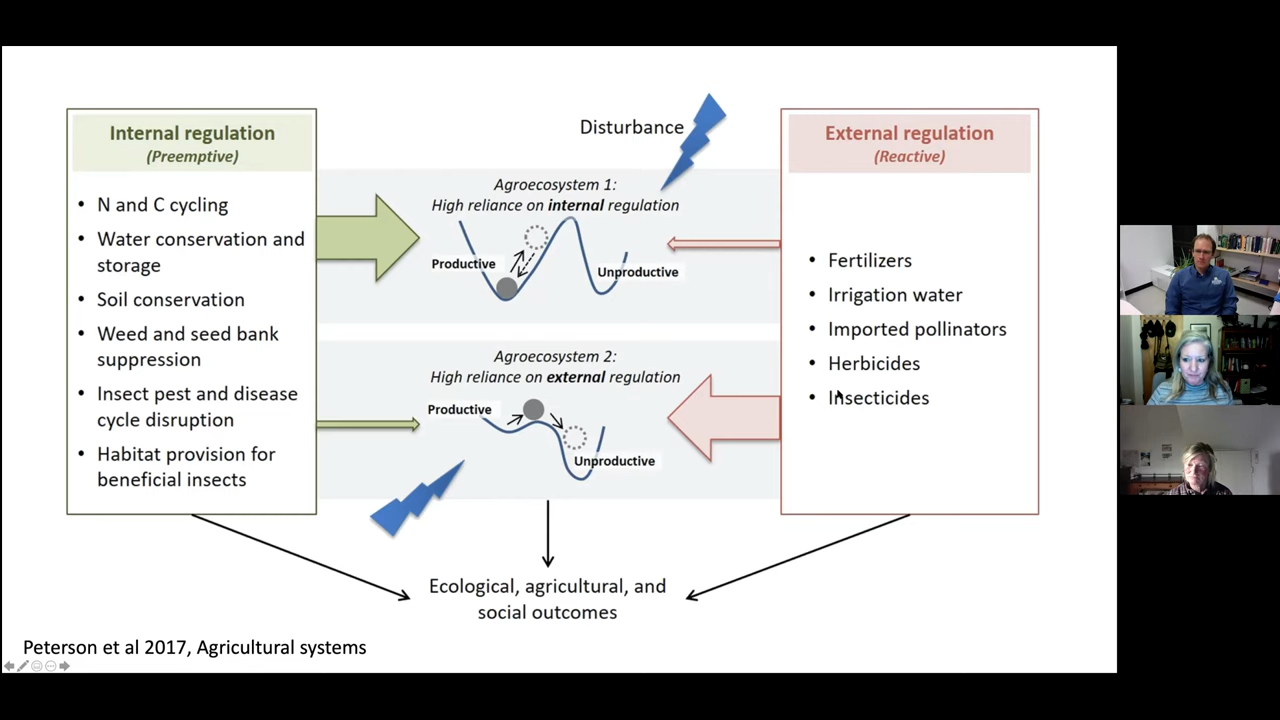 Internal regulation
(Preemptive)
• N and C cycling
• Water conservation and
storage
• Soil conservation
• Weed and seed bank
suppression
• Insect pest and disease
cycle disruption
• Habitat provision for
beneficial insects
Disturbance
Agroecosystem 1:
High reliance on internal regulation
Productive
Unproductive
Agroecosystem 2:
High reliance on external regulation
Productive
Unproductive
External regulation
(Reactive)
• Fertilizers
• Irrigation water
• Imported pollinators
• Herbicides
• Insecticides
Ecological, agricultural, and
social outcomes
Peterson et al 2017, Agricultural systems